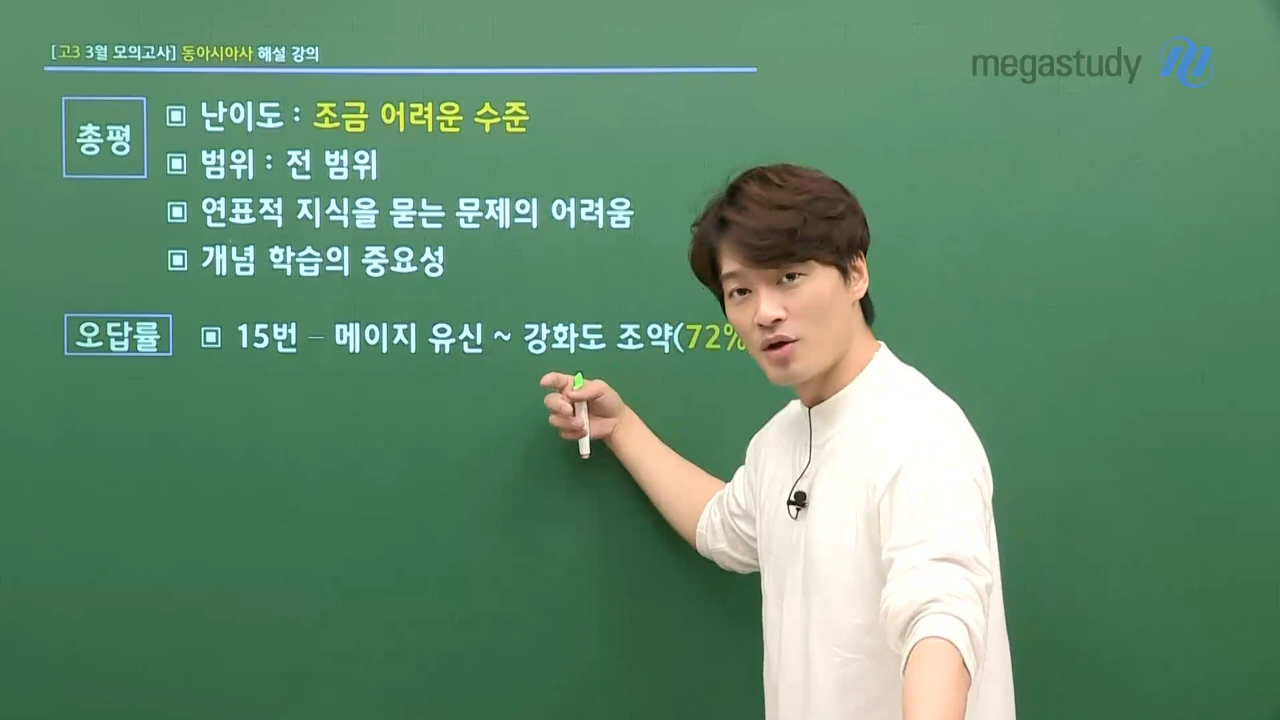 [고3 3월 모의고사] 동아시아사 해설 강의
megastudy
총평
▣ 난이도 : 조금 어려운 수준
▣ 범위 : 전 범위
▣ 연표적 지식을 묻는 문제의 어려움
▣ 개념 학습의 중요성
오답률
▣ 15번 – 메이지 유신 ~ 강화도 조약(72%